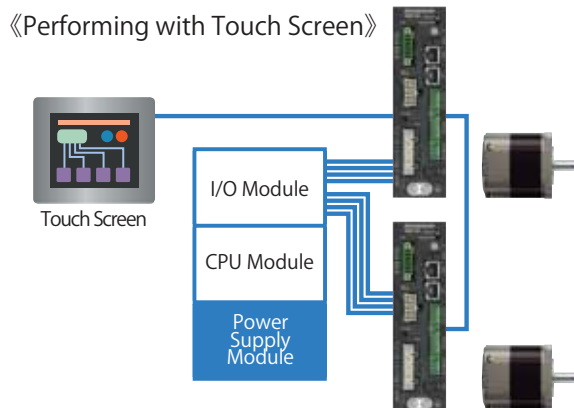 《Performing with Touch Screen》
Touch Screen
I/O Module
CPU Module
Power
Supply
Module